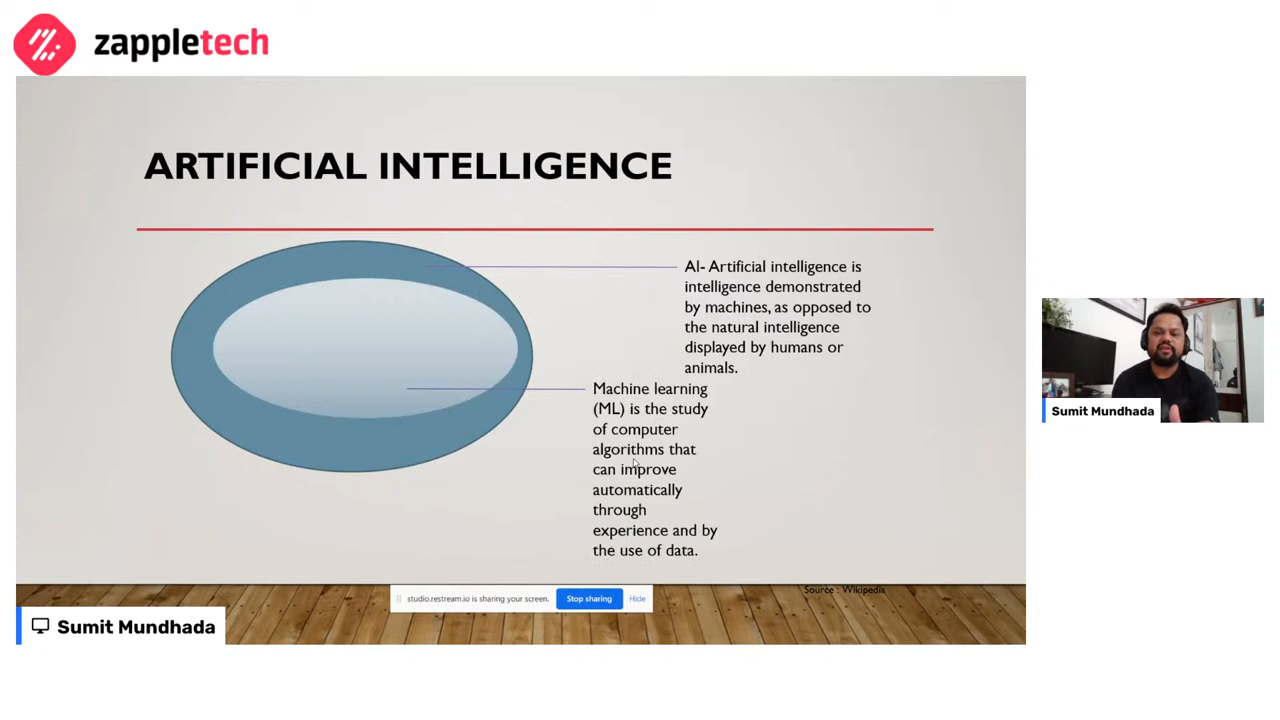 zappletech
ARTIFICIAL INTELLIGENCE
AI- Artificial intelligence is
intelligence demonstrated
by machines, as opposed to
the natural intelligence
displayed by humans or
animals.
Machine learning
(ML) is the study
of computer
algorithms that
can improve
automatically
through
experience and by
the use of data.
Source : Wikipedia
studio.restream.io is sharing your screen.
Stop sharing
Hide
Sumit Mundhada
Sumit Mundhada